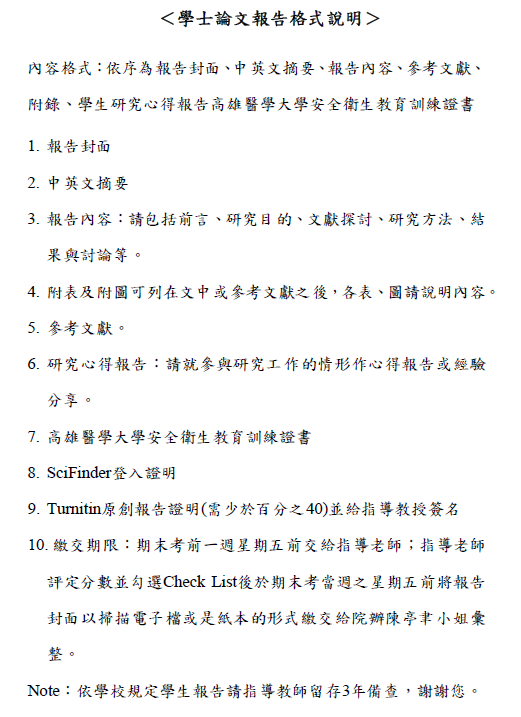 ＜學士論文報告格式說明＞
內容格式：依序為報告封面、中英文摘要、報告內容、參考文獻、
附錄、學生研究心得報告高雄醫學大學安全衛生教育訓練證書
1. 報告封面
2. 中英文摘要
3. 報告內容：請包括前言、研究目的、文獻探討、研究方法、結
果與討論等。
4. 附表及附圖可列在文中或參考文獻之後，各表、圖請說明內容。
5. 參考文獻。
6. 研究心得報告：請就參與研究工作的情形作心得報告或經驗
分享。
7. 高雄醫學大學安全衛生教育訓練證書
8. SciFinder登入證明
9. Turnitin原創報告證明(需少於百分之40)並給指導教授簽名
10. 繳交期限：期末考前一週星期五前交給指導老師；指導老師
評定分數並勾選Check List後於期末考當週之星期五前將報告
封面以掃描電子檔或是紙本的形式繳交給院辦陳亭聿小姐彙
整。
Note：依學校規定學生報告請指導教師留存3年備查，謝謝您。